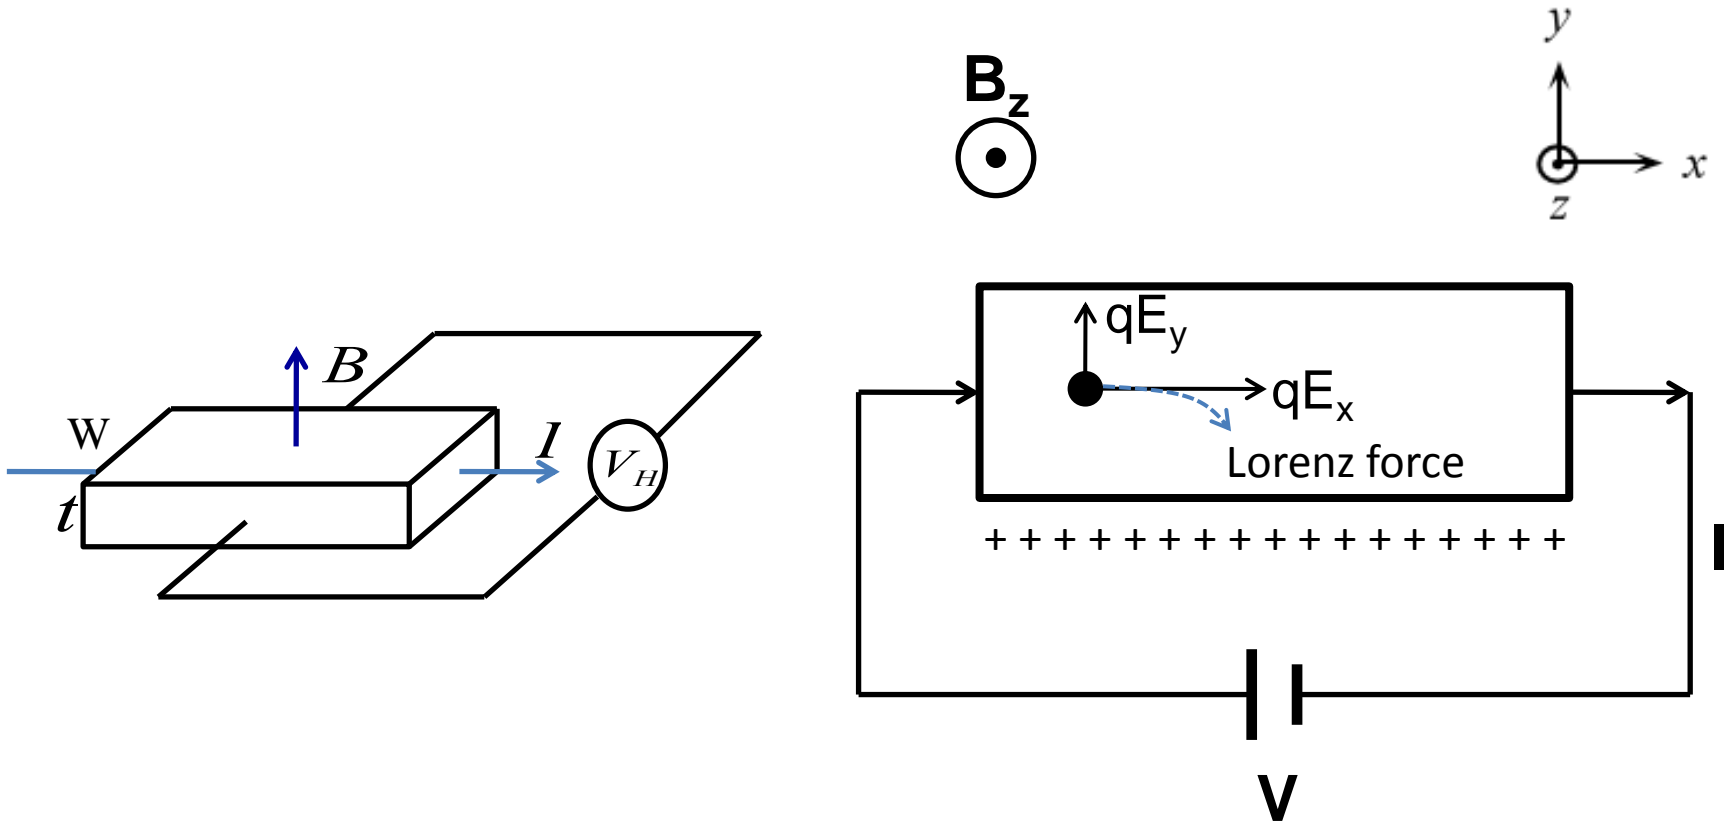 B
W
I
t
V_H
B_z
y
x
z
qE_y
qE_x
Lorenz force
+ + + + + + + + + + + + + + + + +
I
V